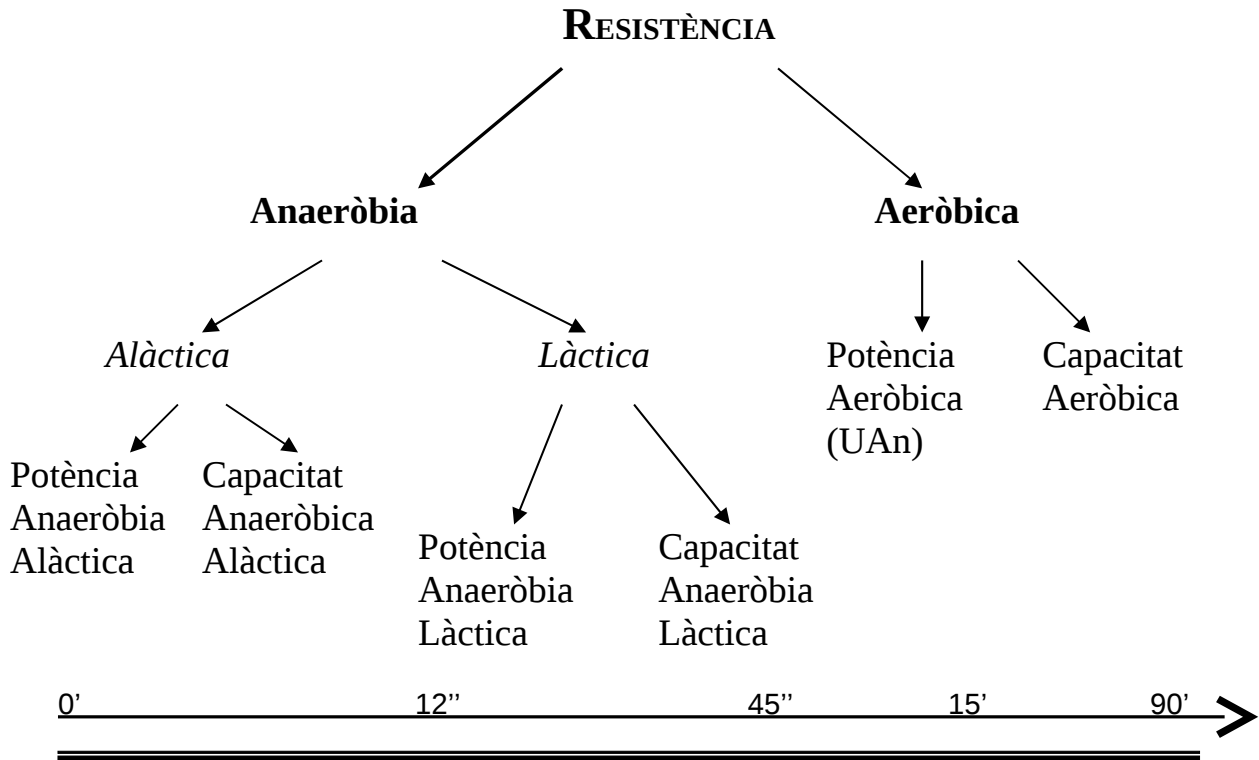 RESISTÈNCIA
Anaeròbia
Aeròbica
Alàctica
Làctica
Potència
Aeròbica
(UAn)
Capacitat
Aeròbica
Potència
Anaeròbia
Alàctica
Capacitat
Anaeròbica
Alàctica
Potència
Anaeròbia
Làctica
Capacitat
Anaeròbia
Làctica
0’ 12’’ 45’’ 15’ 90’